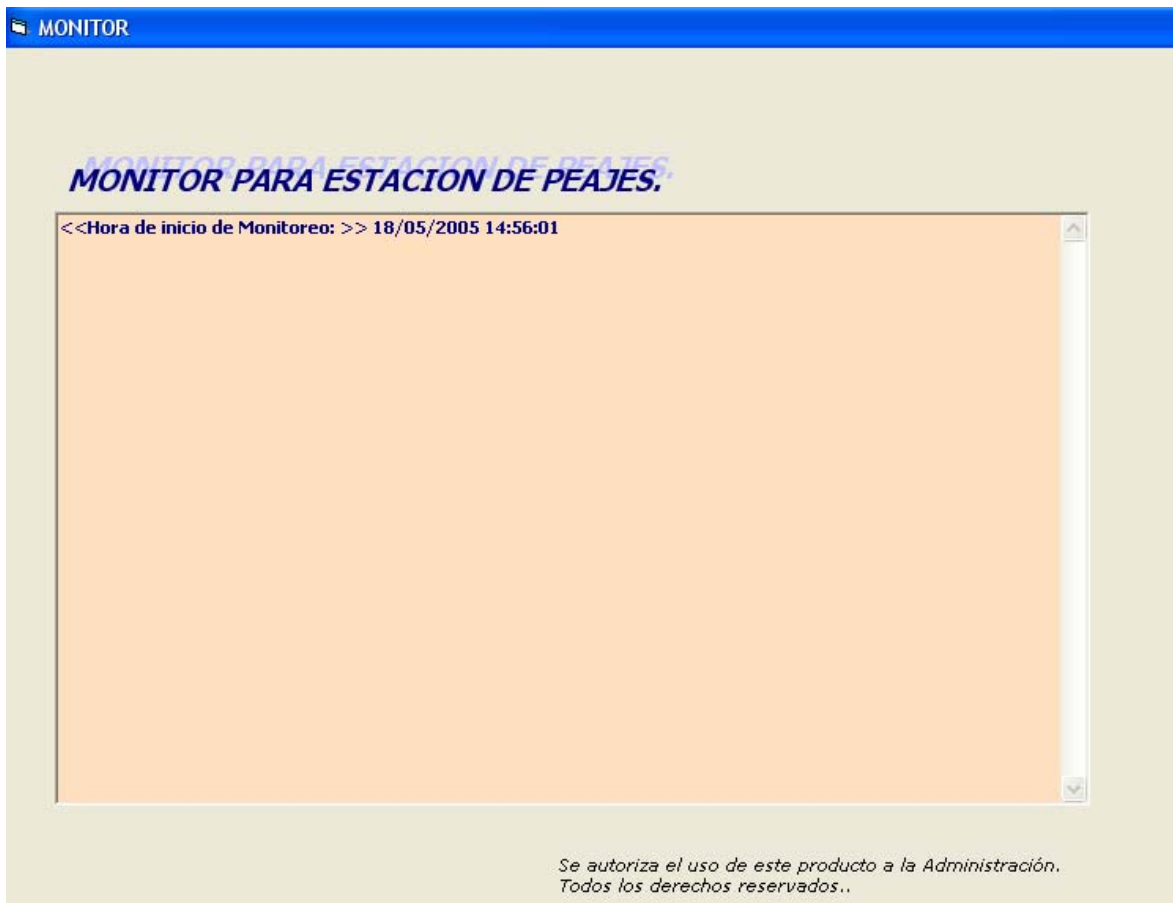 MONITOR
MONITOR PARA ESTACION DE PEAJES.
<<Hora de inicio de Monitoreo: >> 18/05/2005 14:56:01
Se autoriza el uso de este producto a la Administración.
Todos los derechos reservados..